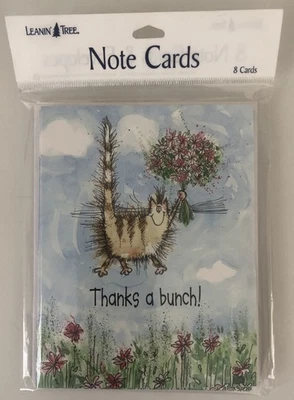 LEANIN' TREE
Note Cards
8 Cards
Thanks a bunch!